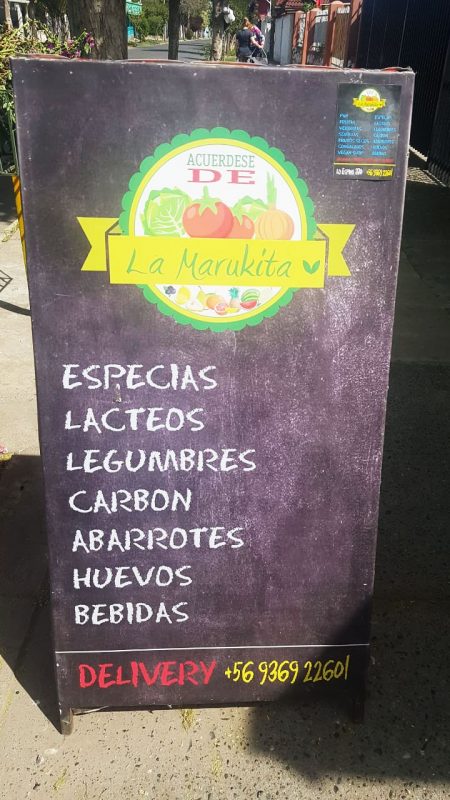 ACUERDESE
DE
La Marukita
ESPECIAS
LACTEOS
LEGUMBRES
CARBON
ABARROTES
HUEVOS
BEBIDAS
DELIVERY +56 9369 22601